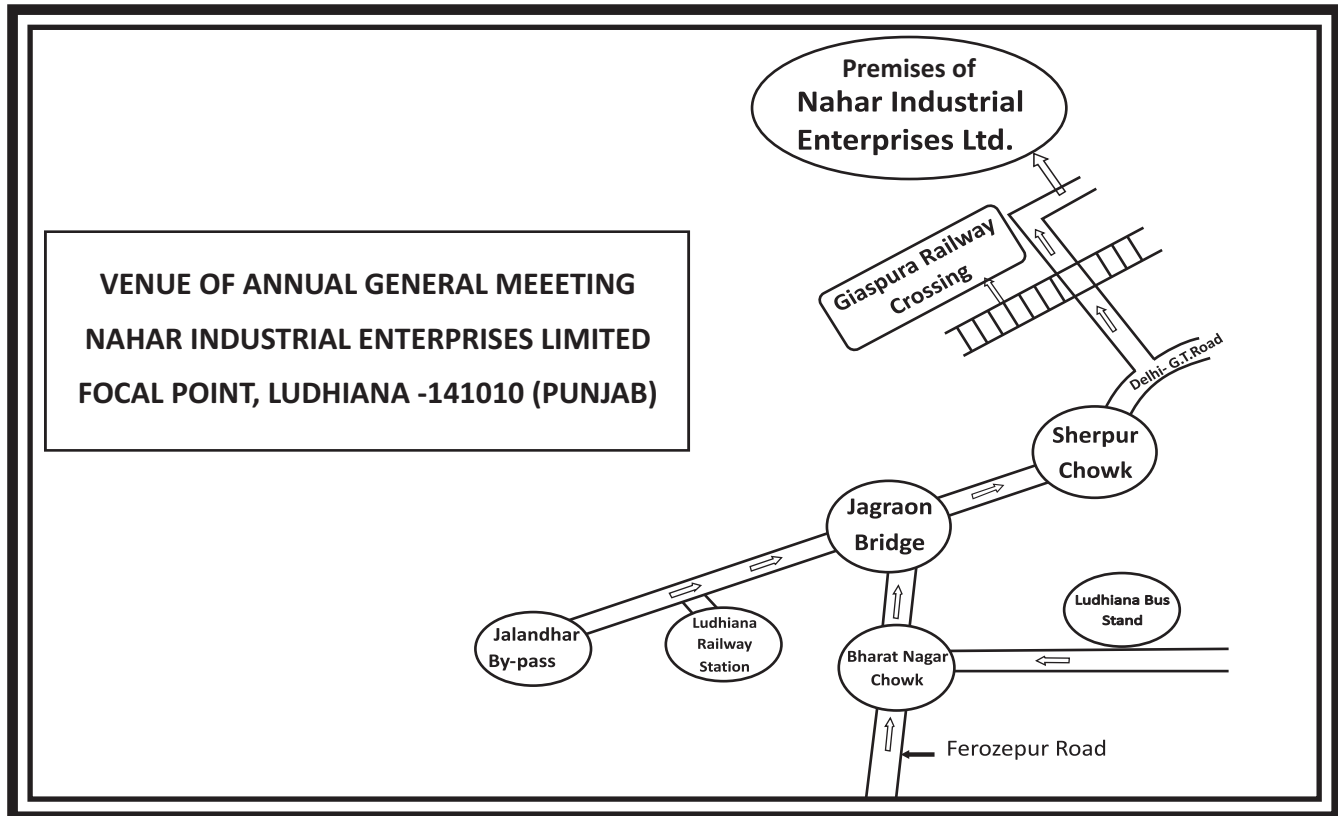 Premises of
Nahar Industrial
Enterprises Ltd.
VENUE OF ANNUAL GENERAL MEEETING
NAHAR INDUSTRIAL ENTERPRISES LIMITED
FOCAL POINT, LUDHIANA -141010 (PUNJAB)
Giaspura Railway
Crossing
Delhi- G.T.Road
Sherpur
Chowk
Jagraon
Bridge
Ludhiana Bus
Stand
Jalandhar
By-pass
Ludhiana
Railway
Station
Bharat Nagar
Chowk
Ferozepur Road